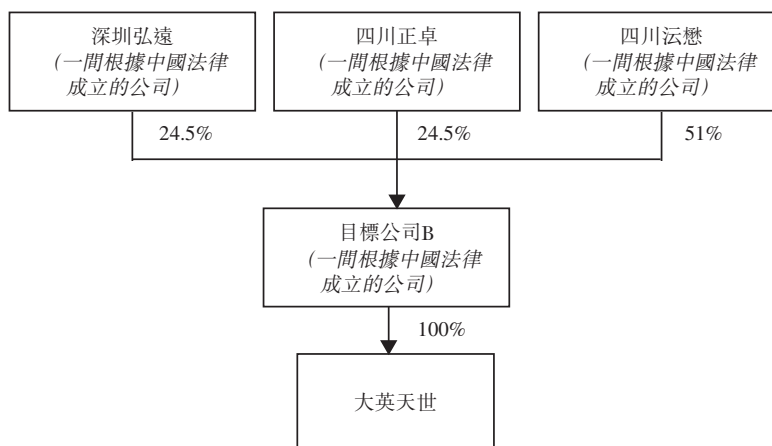 深圳弘遠
(一間根據中國法律
成立的公司)
四川正卓
(一間根據中國法律
成立的公司)
四川沄懋
(一間根據中國法律
成立的公司)
24.5%
24.5%
51%
目標公司B
(一間根據中國法律
成立的公司)
100%
大英天世